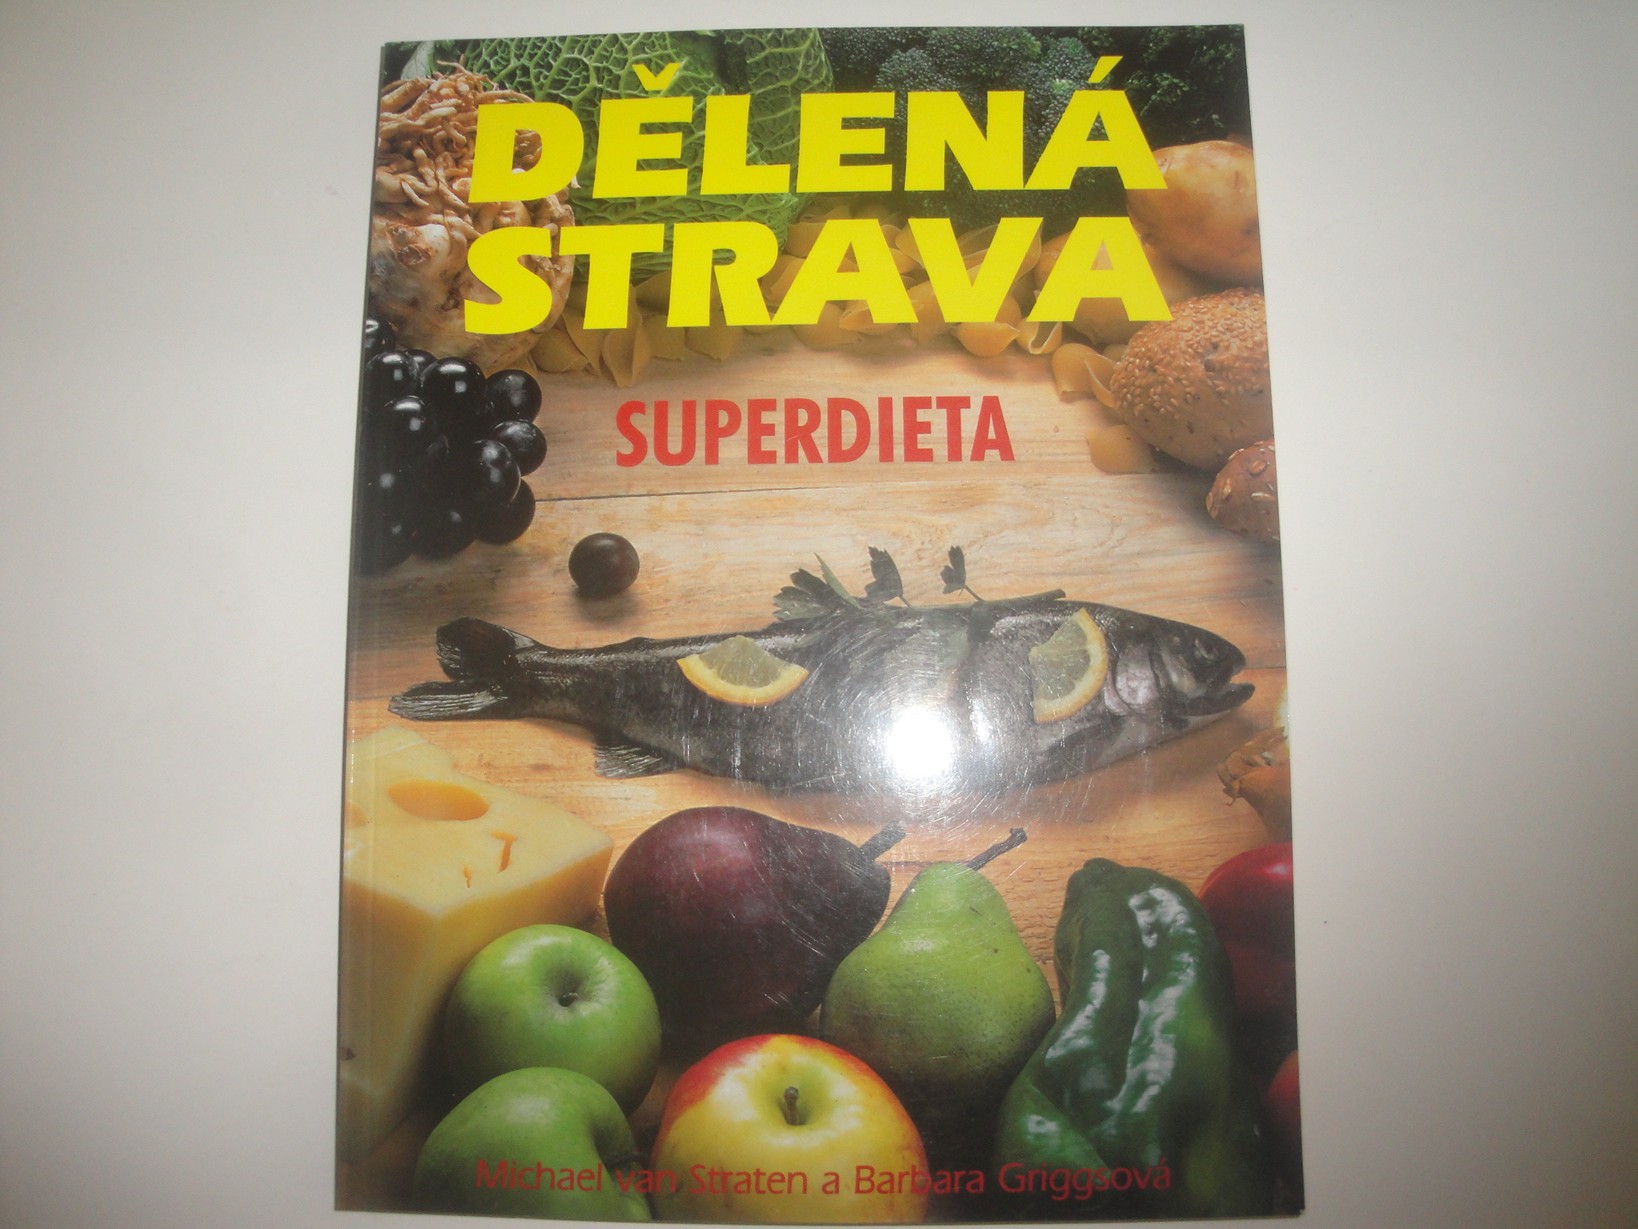 DĚLENÁ
STRAVA
SUPERDIETA
Michael van Straten a Barbara Griggsová